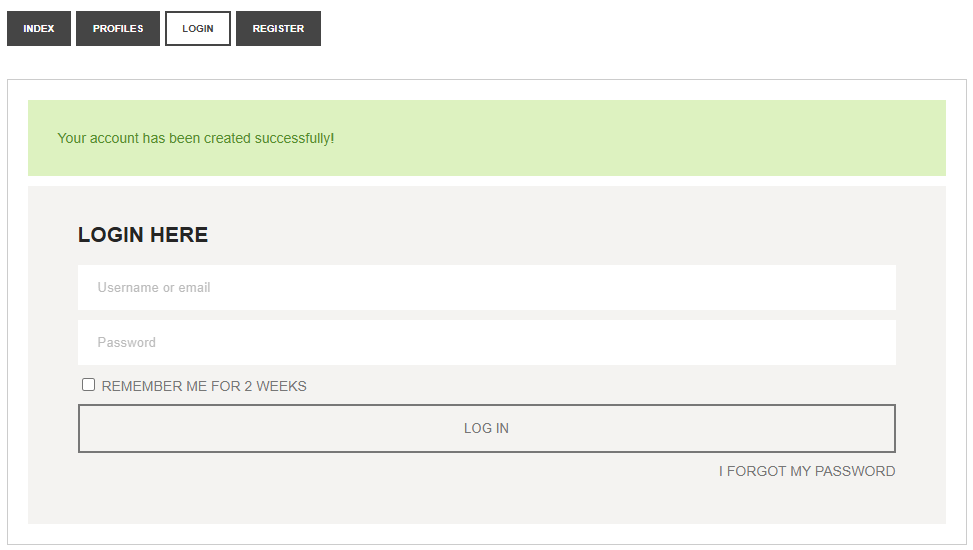 INDEX PROFILES LOGIN REGISTER
Your account has been created successfully!
LOGIN HERE
Username or email
Password
REMEMBER ME FOR 2 WEEKS
LOG IN
I FORGOT MY PASSWORD